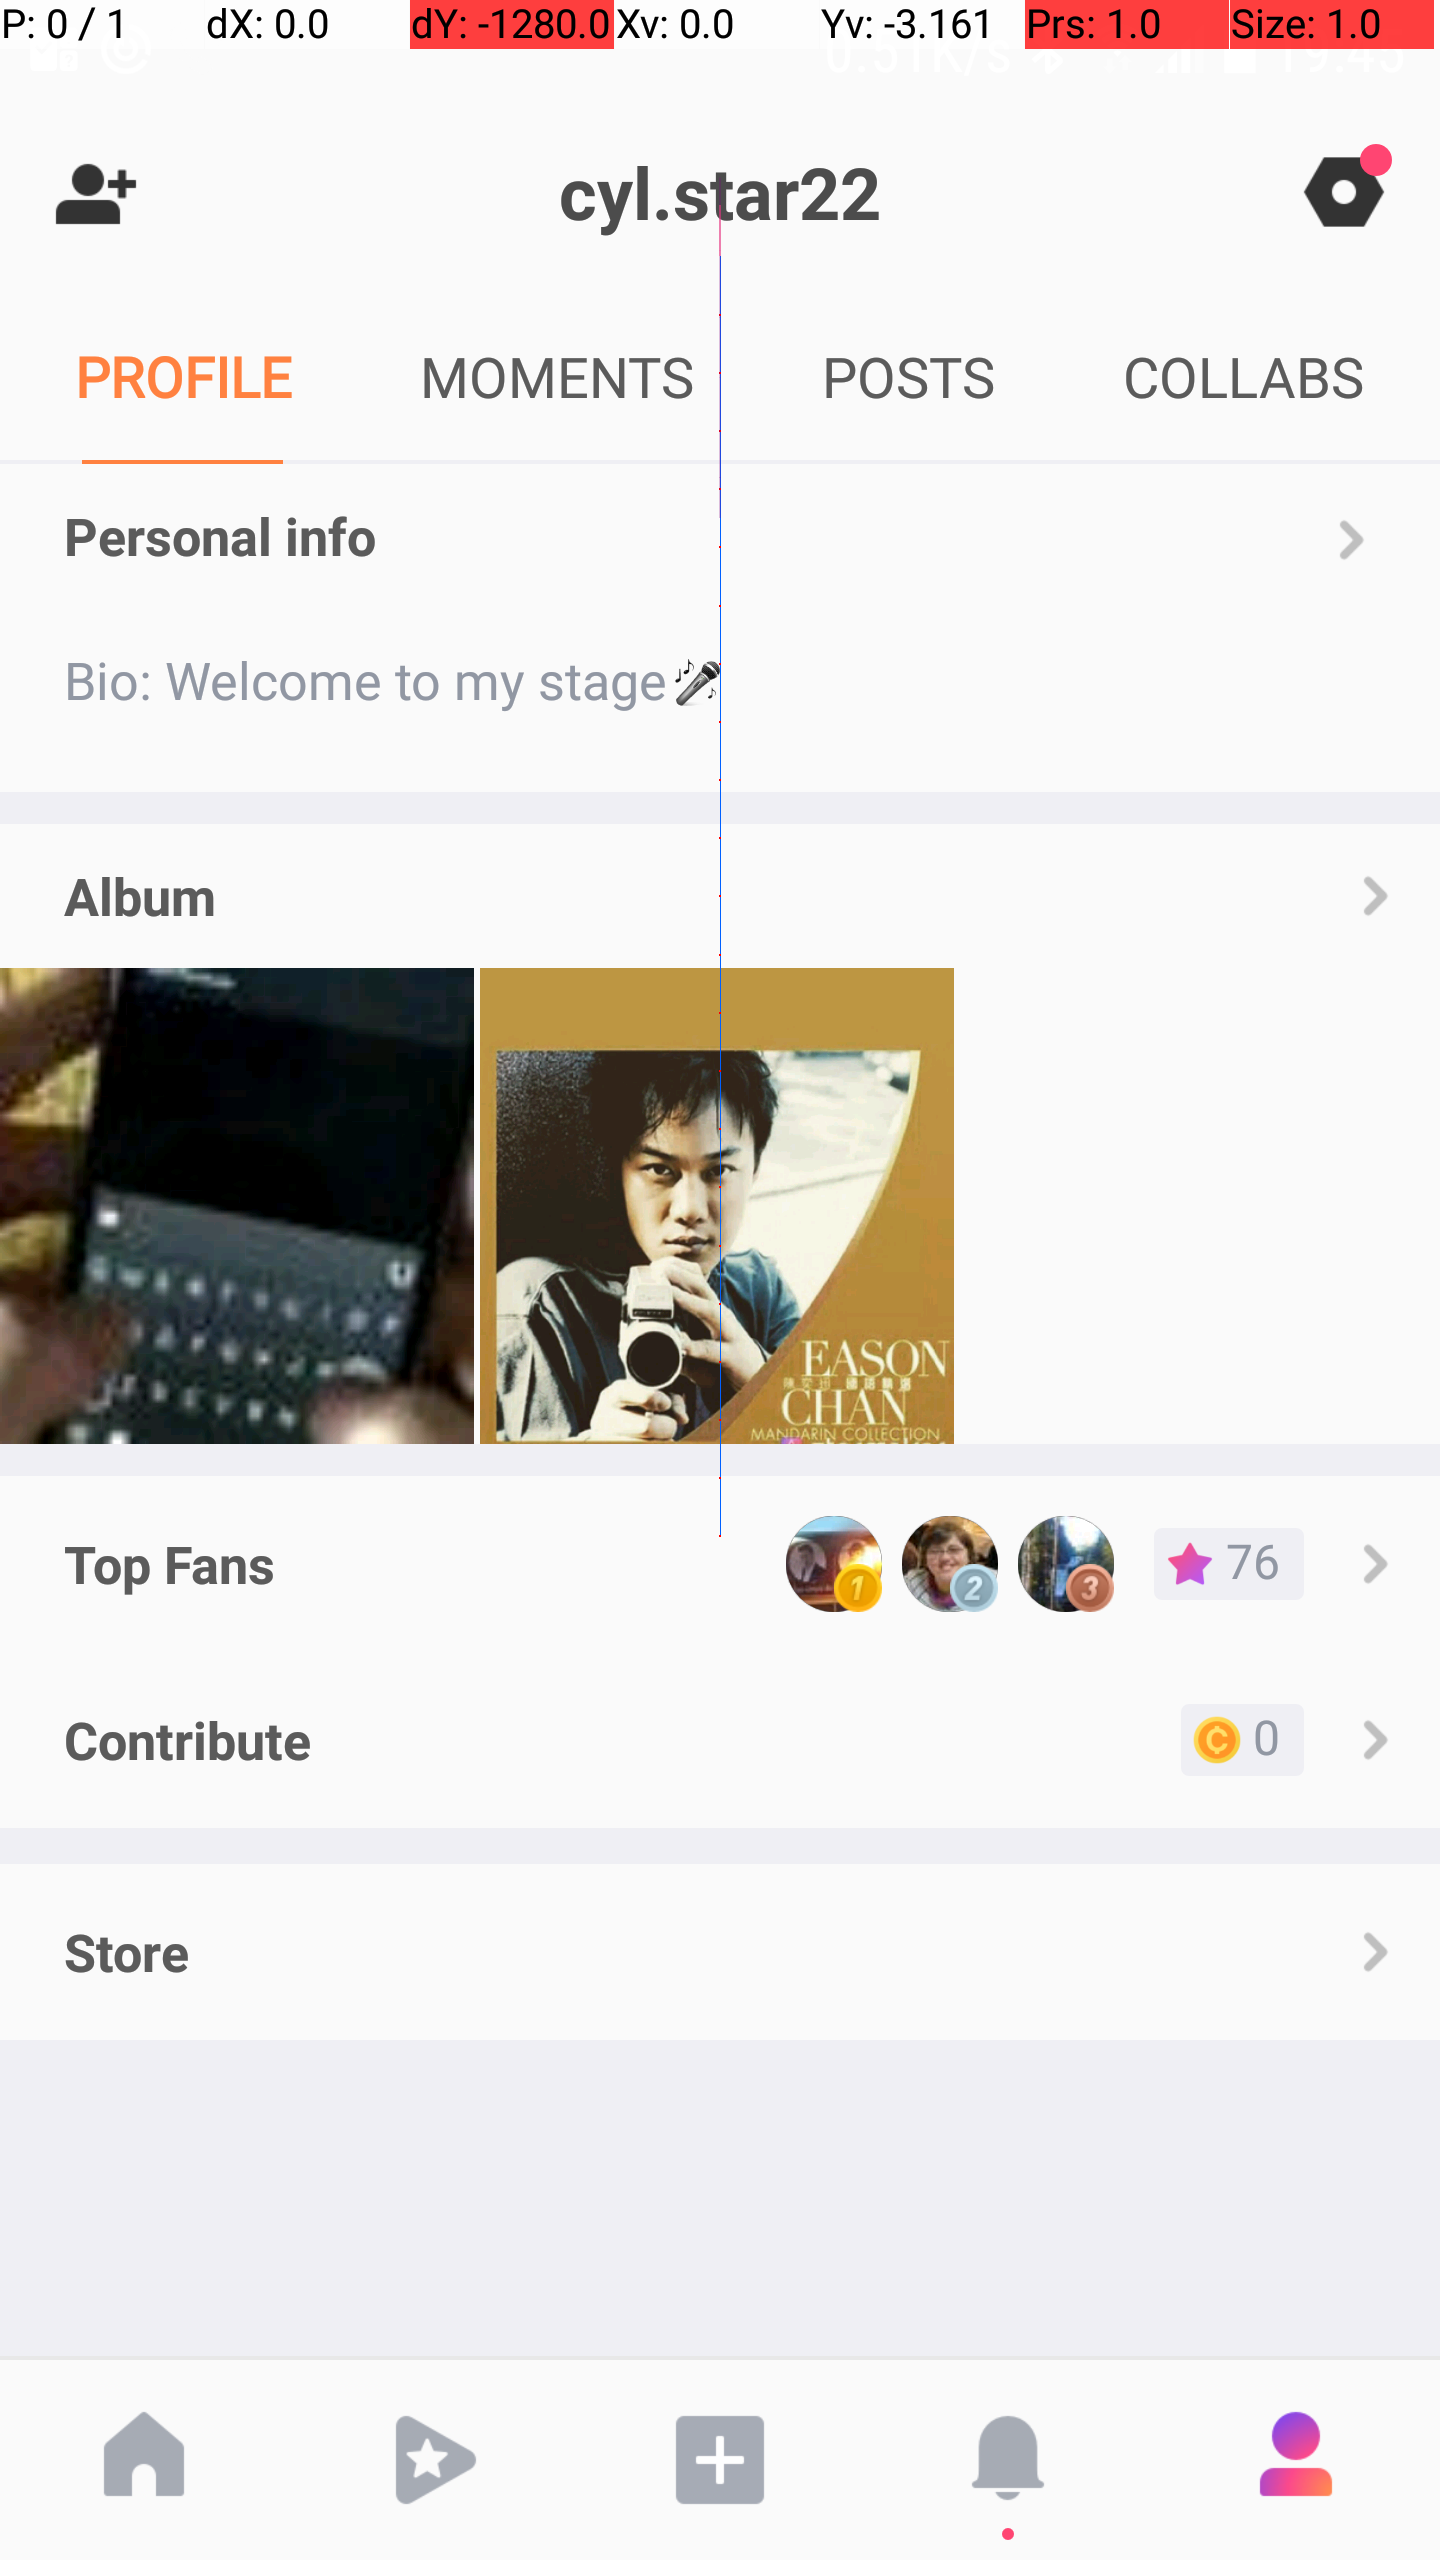 P: 0 / 1 dX: 0.0 dY: -1280.0 Xv: 0.0 Yv: -3.161 Prs: 1.0 Size: 1.0
cyl.star22
PROFILE MOMENTS POSTS COLLABS
Personal info
Bio: Welcome to my stage🎤
Album
EASON
CHAN
MANDARIN COLLECTION
Top Fans 1 2 3 76
Contribute 0
Store